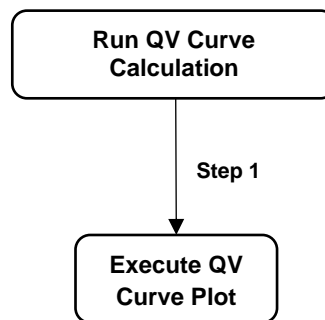 Run QV Curve
Calculation
Step 1
Execute QV
Curve Plot